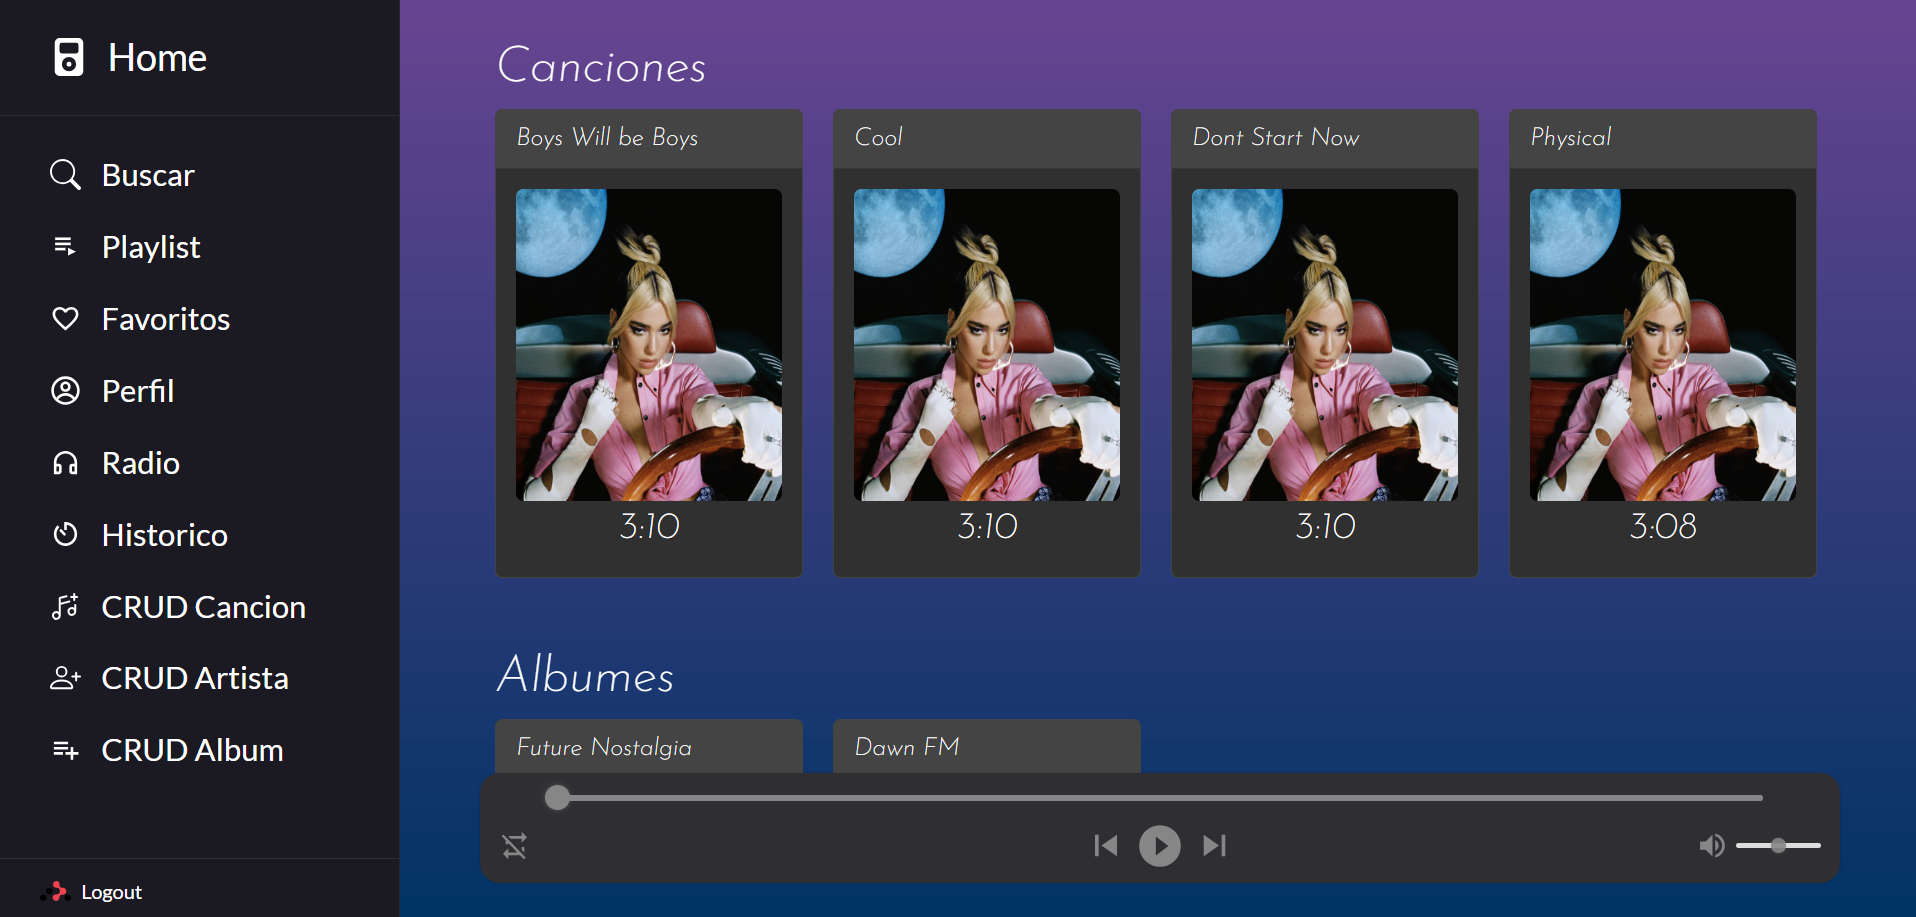 Home
Buscar
Playlist
Favoritos
Perfil
Radio
Historico
CRUD Cancion
CRUD Artista
CRUD Album
Logout
Canciones
Boys Will be Boys
Cool
Dont Start Now
Physical
3:10
3:10
3:10
3:08
Albumes
Future Nostalgia
Dawn FM